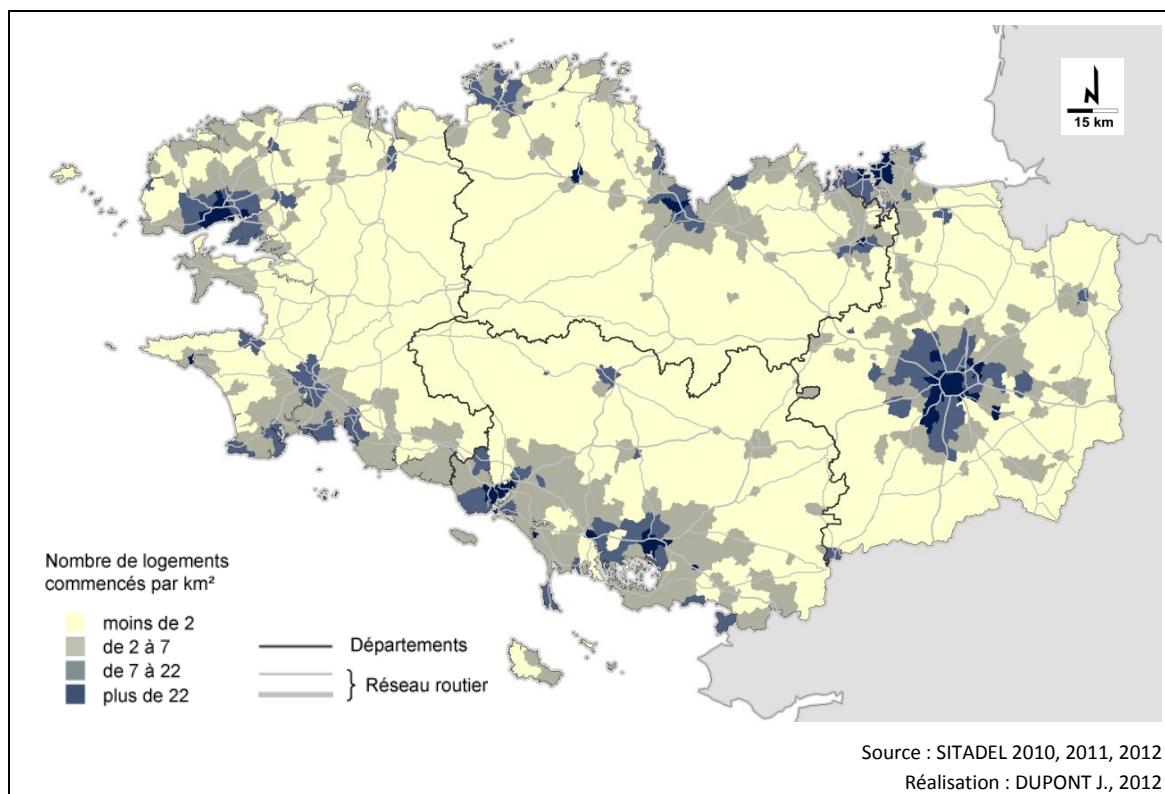 15 km
Nombre de logements
commencés par km²
moins de 2
de 2 à 7
de 7 à 22
plus de 22
Départements
Réseau routier
Source : SITADEL 2010, 2011, 2012
Réalisation : DUPONT J., 2012